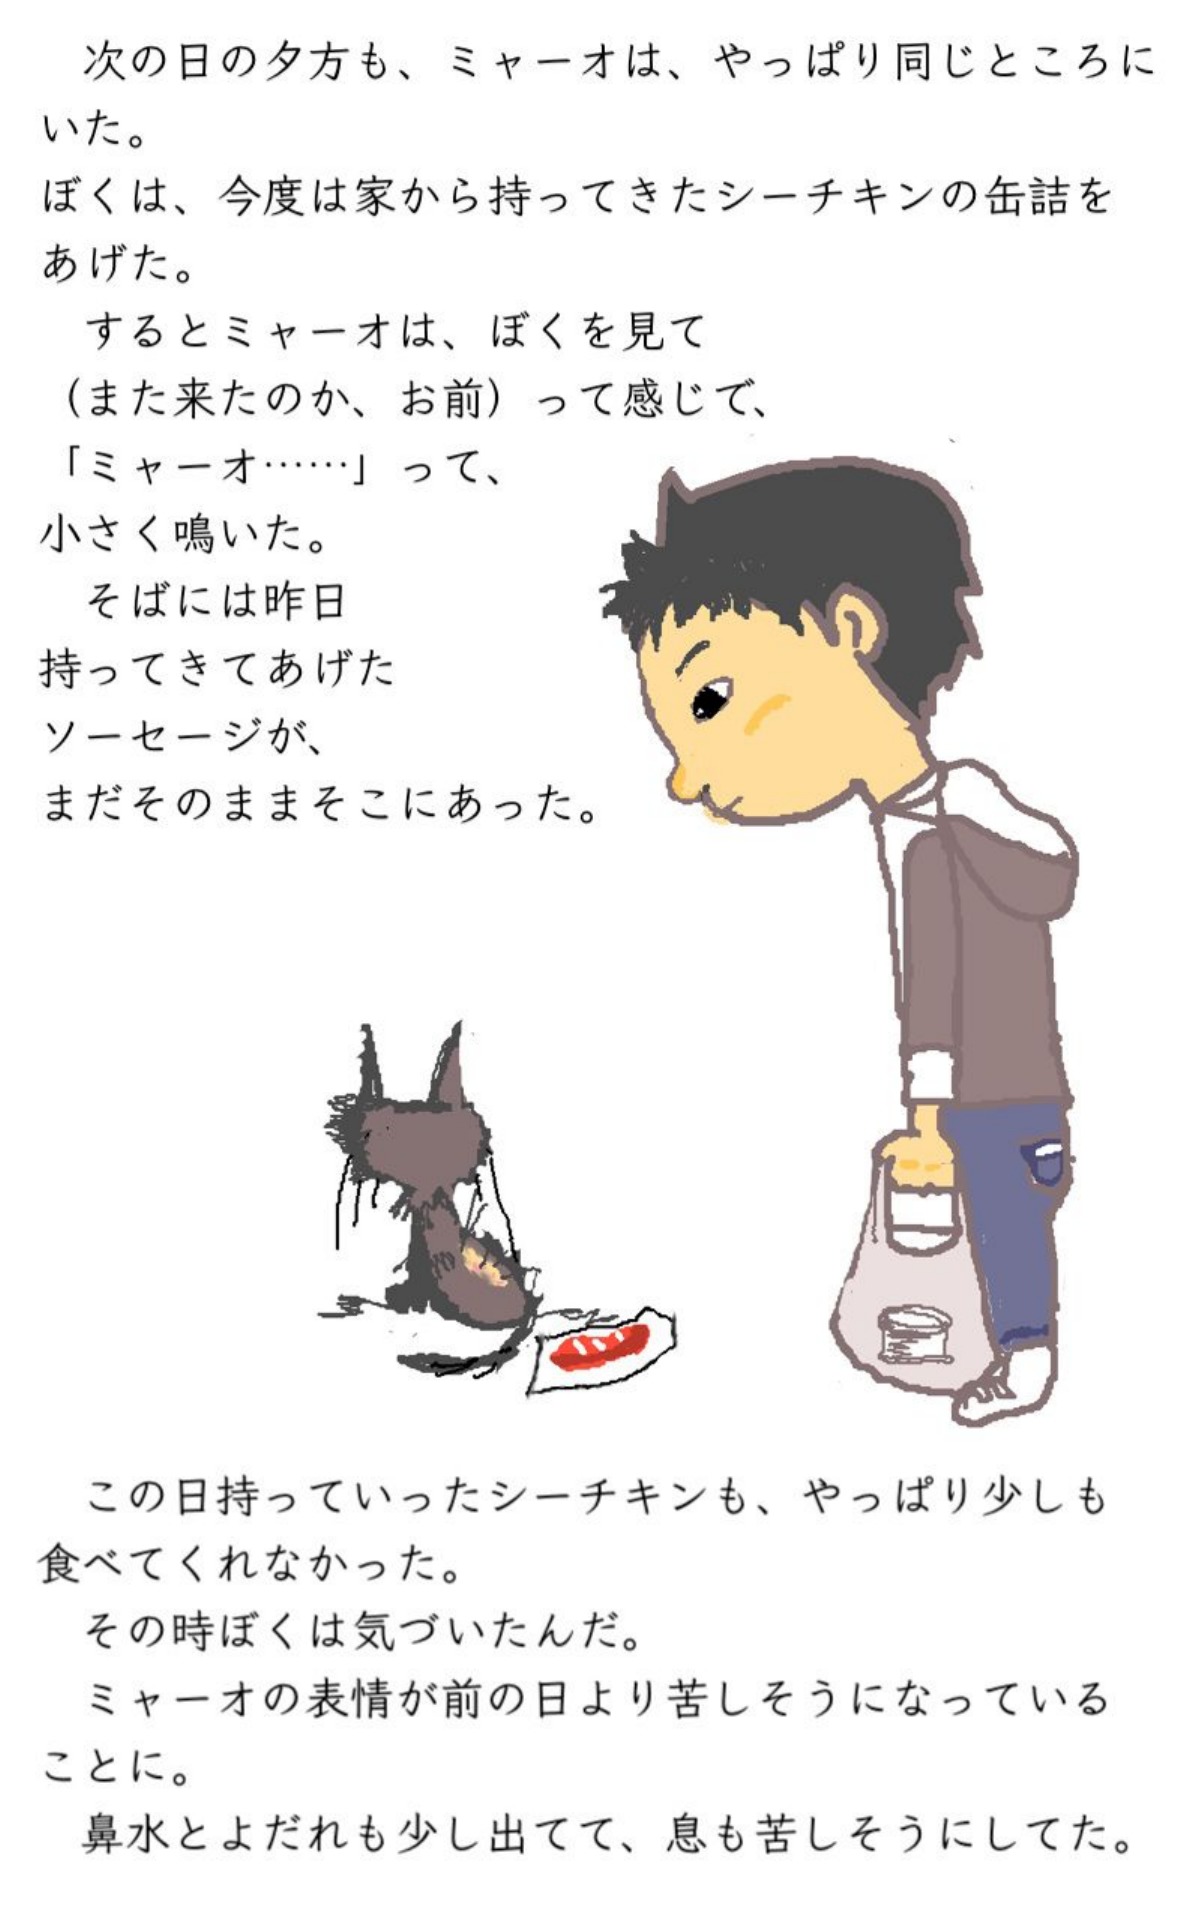 次の日の夕方も、ミャーオは、やっぱり同じところに
いた。
ぼくは、今度は家から持ってきたシーチキンの缶詰を
あげた。
するとミャーオは、ぼくを見て
（また来たのか、お前）って感じで、
「ミャーオ……」って、
小さく鳴いた。
そばには昨日
持ってきてあげた
ソーセージが、
まだそのままそこにあった。
この日持っていったシーチキンも、やっぱり少しも
食べてくれなかった。
その時ぼくは気づいたんだ。
ミャーオの表情が前の日より苦しそうになっている
ことに。
鼻水とよだれも少し出てて、息も苦しそうにしてた。